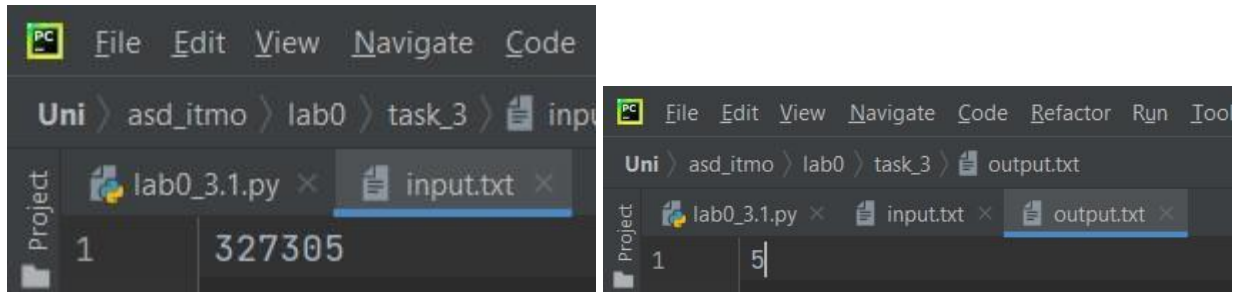 PC File Edit View Navigate Code
Uni asd_itmo lab0 task_3
Project
lab0_3.1.py input.txt
1 327305
PC File Edit View Navigate Code Refactor Run
Uni asd_itmo lab0 task_3 output.txt
Project
lab0_3.1.py input.txt output.txt
1 5